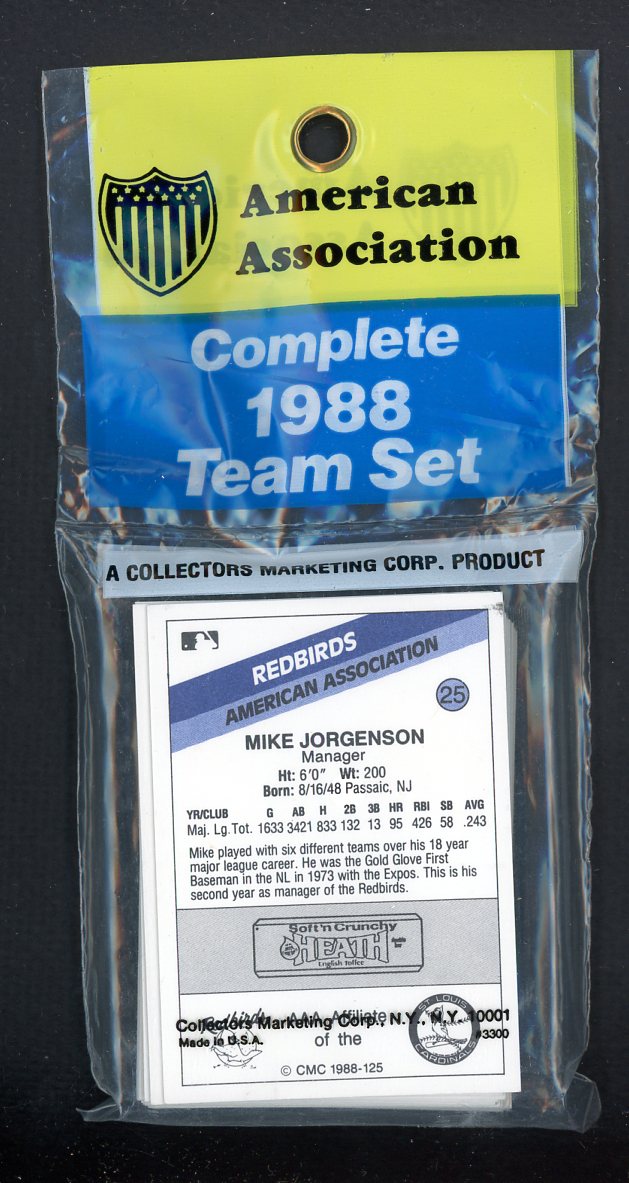 American
Association
Complete
1988
Team Set
A COLLECTORS MARKETING CORP. PRODUCT
REDBIRDS
AMERICAN ASSOCIATION
25
MIKE JORGENSON
Manager
Ht: 6'0" Wt: 200
Born: 8/16/48 Passaic, NJ
YR/CLUB G AB H 2B 3B HR RBI SB AVG
Maj. Lg. Tot. 1633 3421 833 132 13 95 426 58 .243
Mike played with six different teams over his 18 year
major league career. He was the Gold Glove First
Baseman in the NL in 1973 with the Expos. This is his
second year as manager of the Redbirds.
Soft'n Crunchy
HEATH
English Toffee
Redbirds AAA Affiliate
of the
ST LOUIS
CARDINALS
Collectors Marketing Corp., N.Y., N.Y. 10001
Made in U.S.A. #3300
© CMC 1988-125